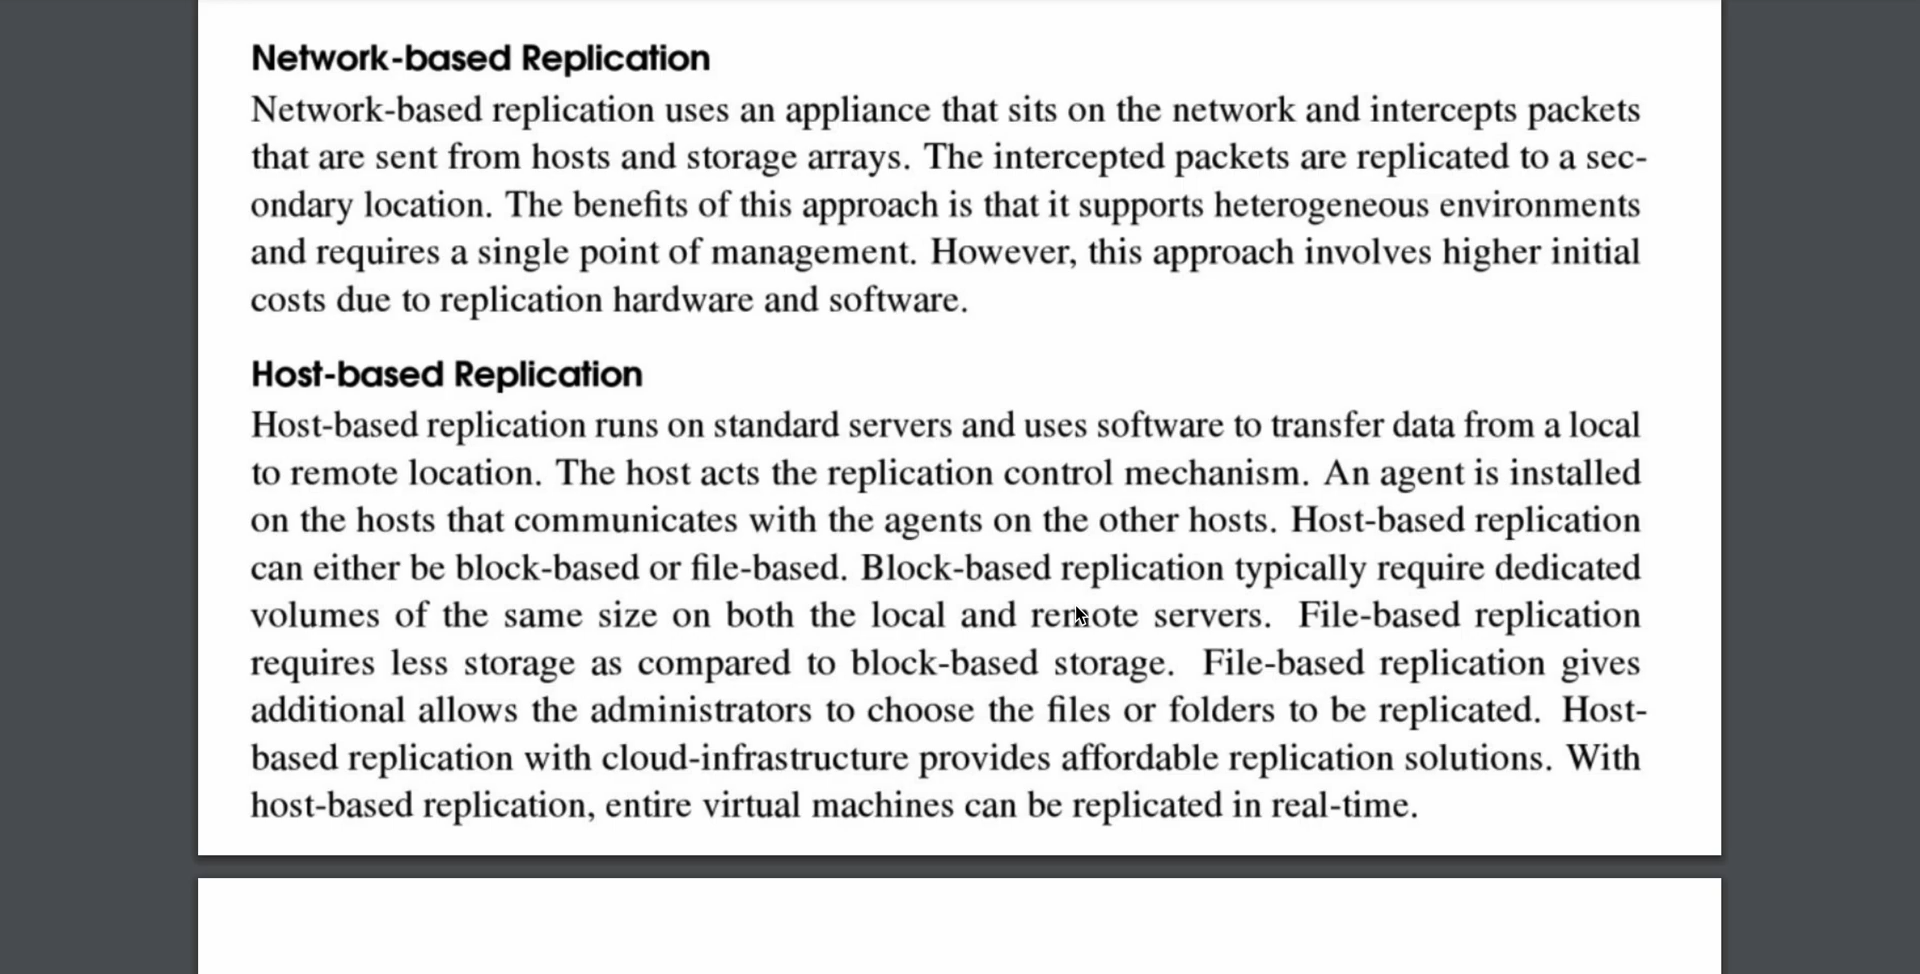 Network-based Replication
Network-based replication uses an appliance that sits on the network and intercepts packets
that are sent from hosts and storage arrays. The intercepted packets are replicated to a sec-
ondary location. The benefits of this approach is that it supports heterogeneous environments
and requires a single point of management. However, this approach involves higher initial
costs due to replication hardware and software.
Host-based Replication
Host-based replication runs on standard servers and uses software to transfer data from a local
to remote location. The host acts the replication control mechanism. An agent is installed
on the hosts that communicates with the agents on the other hosts. Host-based replication
can either be block-based or file-based. Block-based replication typically require dedicated
volumes of the same size on both the local and remote servers. File-based replication
requires less storage as compared to block-based storage. File-based replication gives
additional allows the administrators to choose the files or folders to be replicated. Host-
based replication with cloud-infrastructure provides affordable replication solutions. With
host-based replication, entire virtual machines can be replicated in real-time.